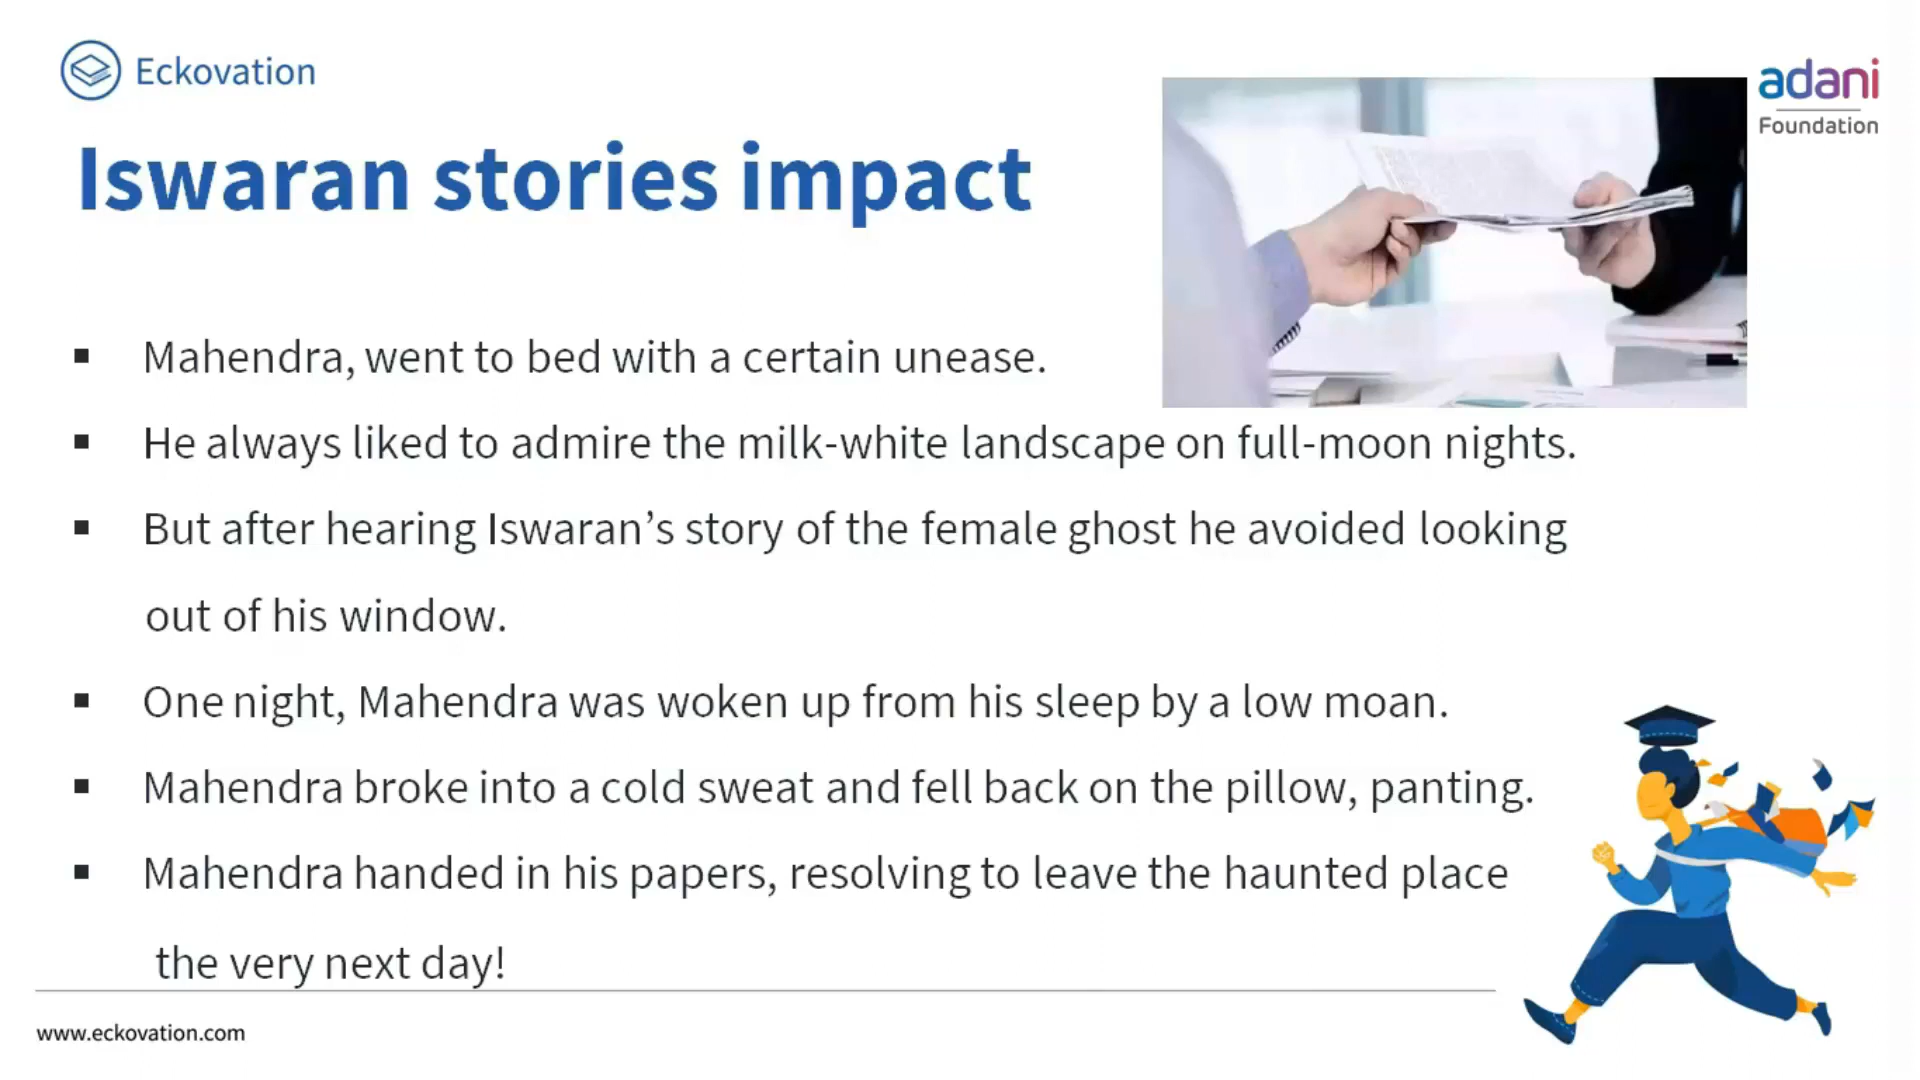 Eckovation
adani
Foundation
Iswaran stories impact
▪ Mahendra, went to bed with a certain unease.
▪ He always liked to admire the milk-white landscape on full-moon nights.
▪ But after hearing Iswaran’s story of the female ghost he avoided looking
out of his window.
▪ One night, Mahendra was woken up from his sleep by a low moan.
▪ Mahendra broke into a cold sweat and fell back on the pillow, panting.
▪ Mahendra handed in his papers, resolving to leave the haunted place
the very next day!
www.eckovation.com